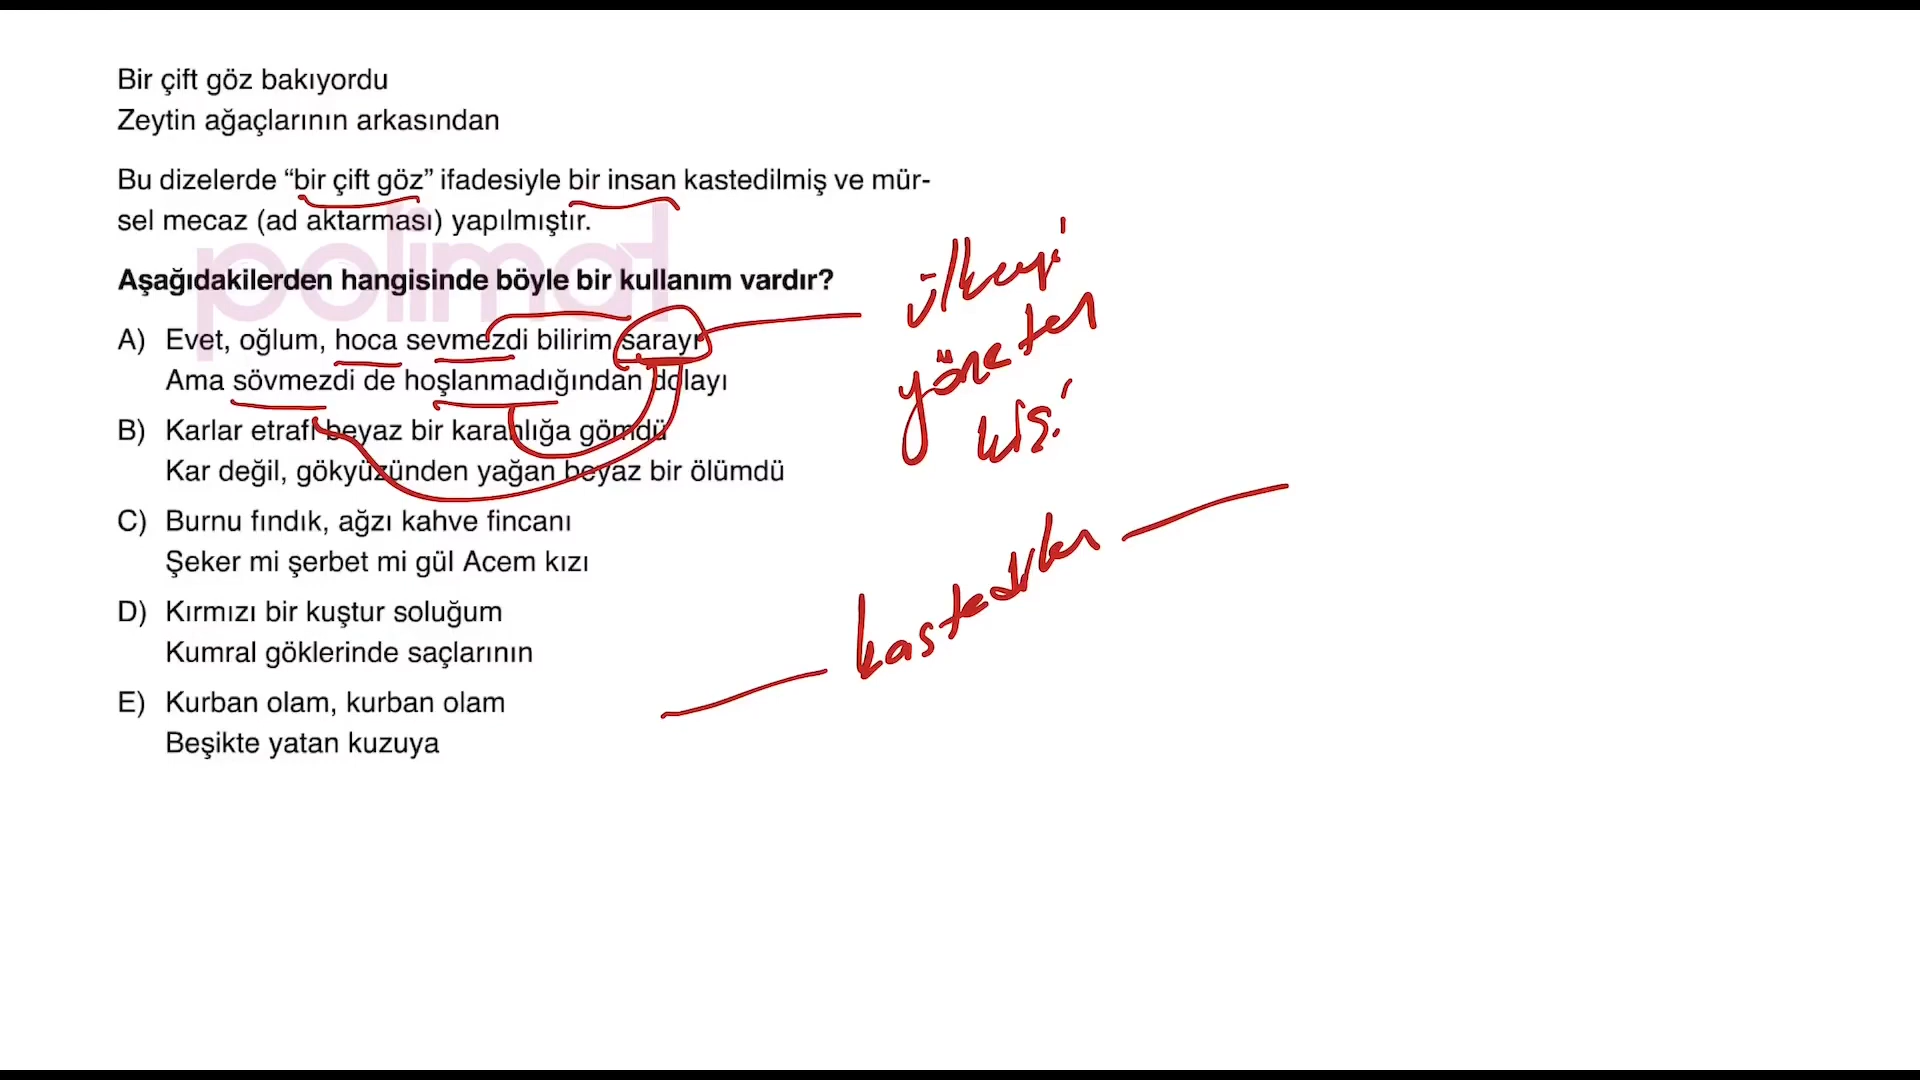 Bir çift göz bakıyordu
Zeytin ağaçlarının arkasından
Bu dizelerde “bir çift göz” ifadesiyle bir insan kastedilmiş ve mür-
sel mecaz (ad aktarması) yapılmıştır.
polimat
Aşağıdakilerden hangisinde böyle bir kullanım vardır?
A) Evet, oğlum, hoca sevmezdi bilirim sarayı
Ama sövmezdi de hoşlanmadığından dolayı
B) Karlar etrafı beyaz bir karanlığa gömdü
Kar değil, gökyüzünden yağan beyaz bir ölümdü
C) Burnu fındık, ağzı kahve fincanı
Şeker mi şerbet mi gül Acem kızı
D) Kırmızı bir kuştur soluğum
Kumral göklerinde saçlarının
E) Kurban olam, kurban olam
Beşikte yatan kuzuya
ülkeyi
yöneten
kişi